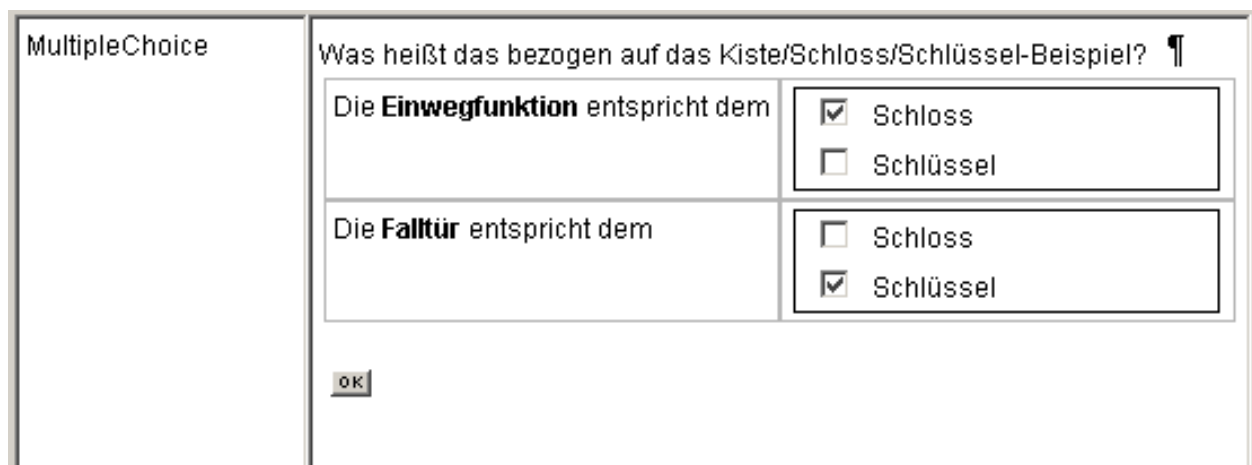 MultipleChoice
Was heißt das bezogen auf das Kiste/Schloss/Schlüssel-Beispiel? ¶
Die Einwegfunktion entspricht dem
Schloss
Schlüssel
Die Falltür entspricht dem
Schloss
Schlüssel
OK